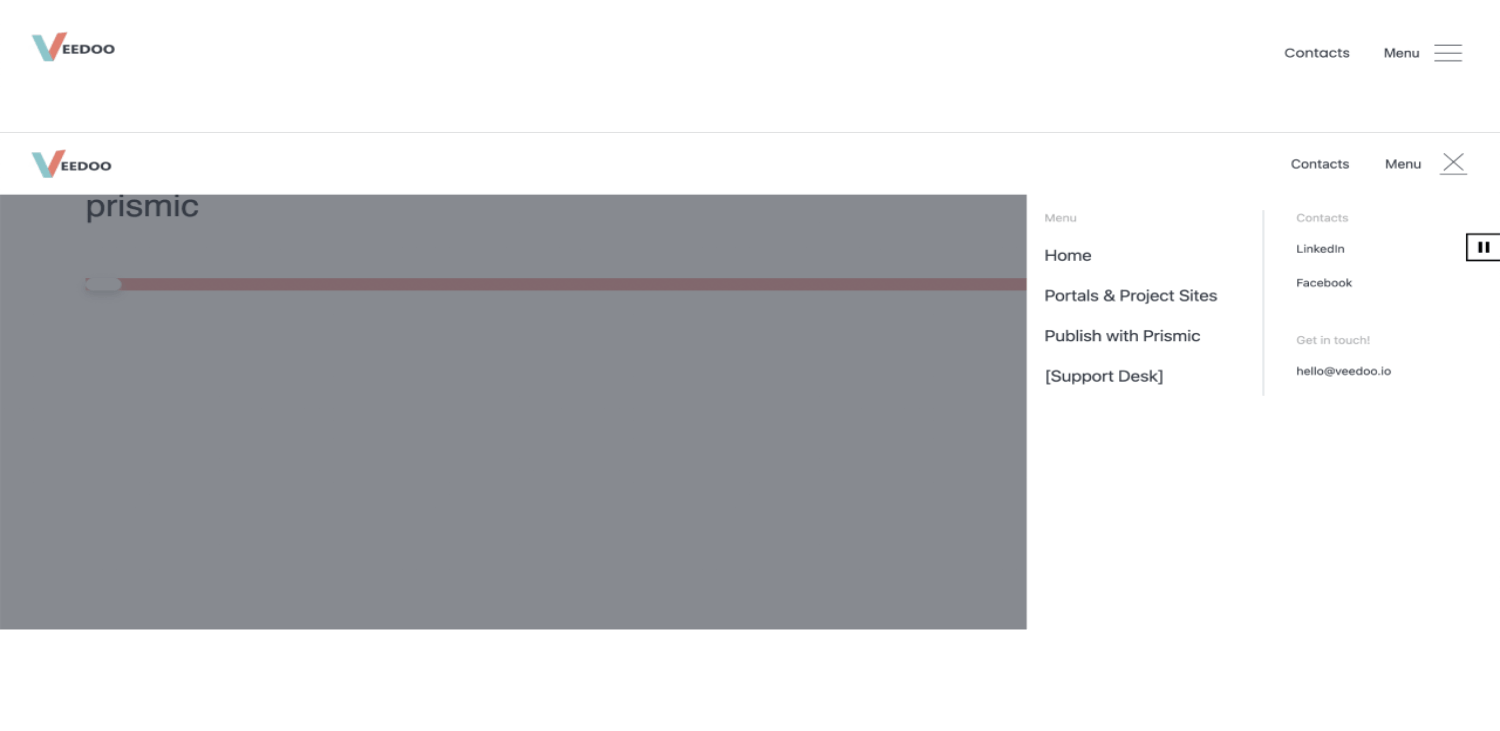 VEEDOO
Contacts Menu
VEEDOO
Contacts Menu
prismic
Menu
Home
Portals & Project Sites
Publish with Prismic
[Support Desk]
Contacts
LinkedIn
Facebook
Get in touch!
hello@veedoo.io